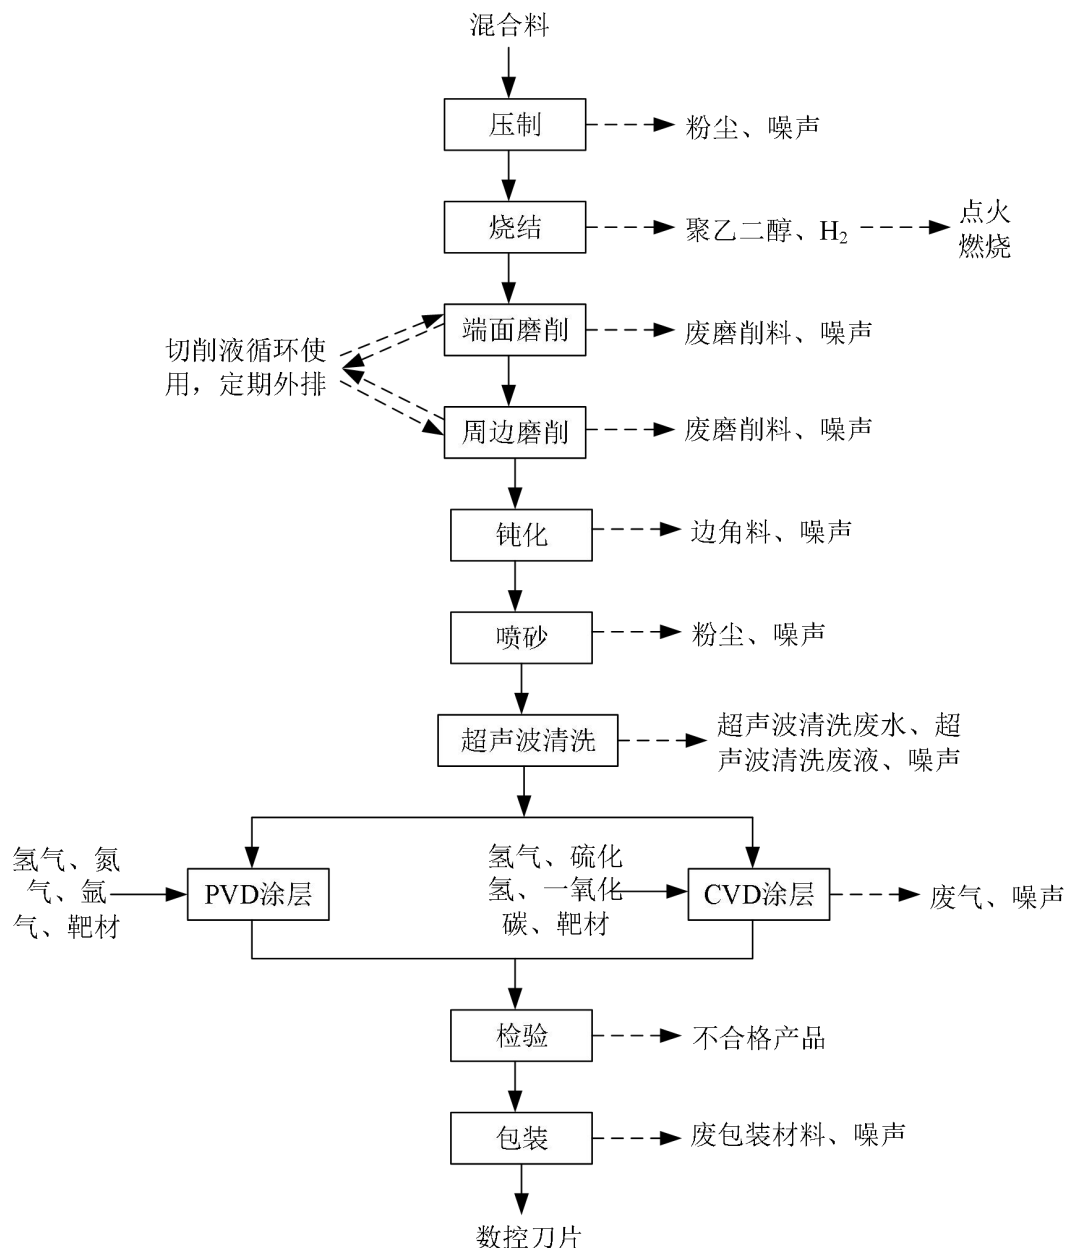 混合料
压制
粉尘、噪声
烧结
聚乙二醇、H₂
点火
燃烧
端面磨削
废磨削料、噪声
切削液循环使
用，定期外排
周边磨削
废磨削料、噪声
钝化
边角料、噪声
喷砂
粉尘、噪声
超声波清洗
超声波清洗废水、超
声波清洗废液、噪声
氢气、氮
气、氩
气、靶材
PVD涂层
氢气、硫化
氢、一氧化
碳、靶材
CVD涂层
废气、噪声
检验
不合格产品
包装
废包装材料、噪声
数控刀片